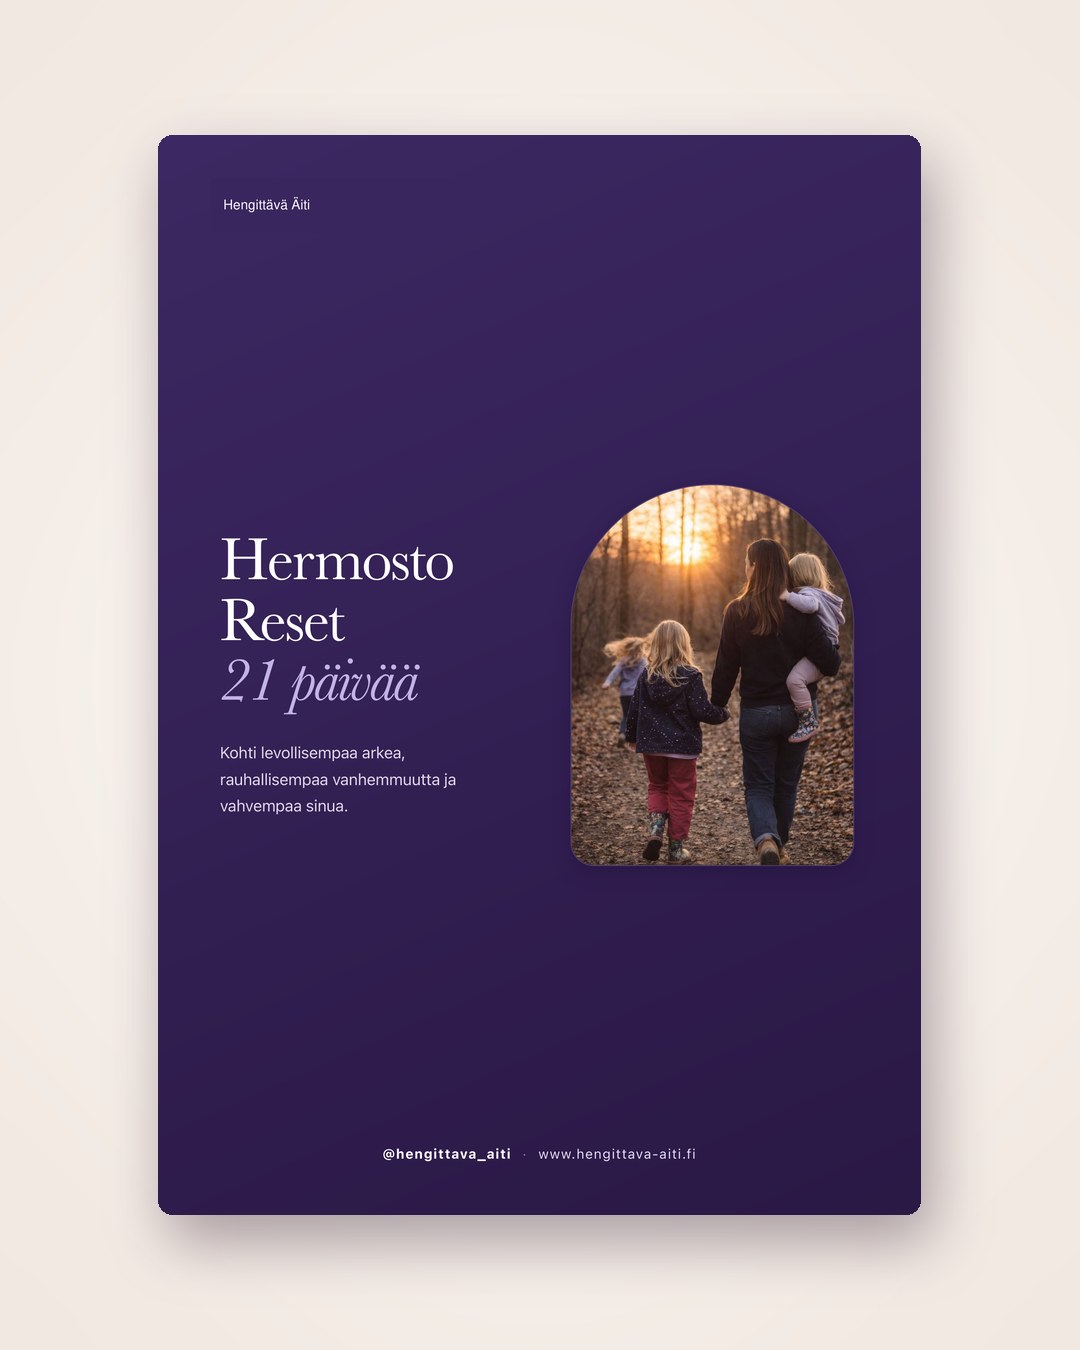 Hengittävä Äiti
Hermosto
Reset
21 päivää
Kohti levollisempaa arkea,
rauhallisempaa vanhemmuutta ja
vahvempaa sinua.
@hengittava_aiti · www.hengittava-aiti.fi